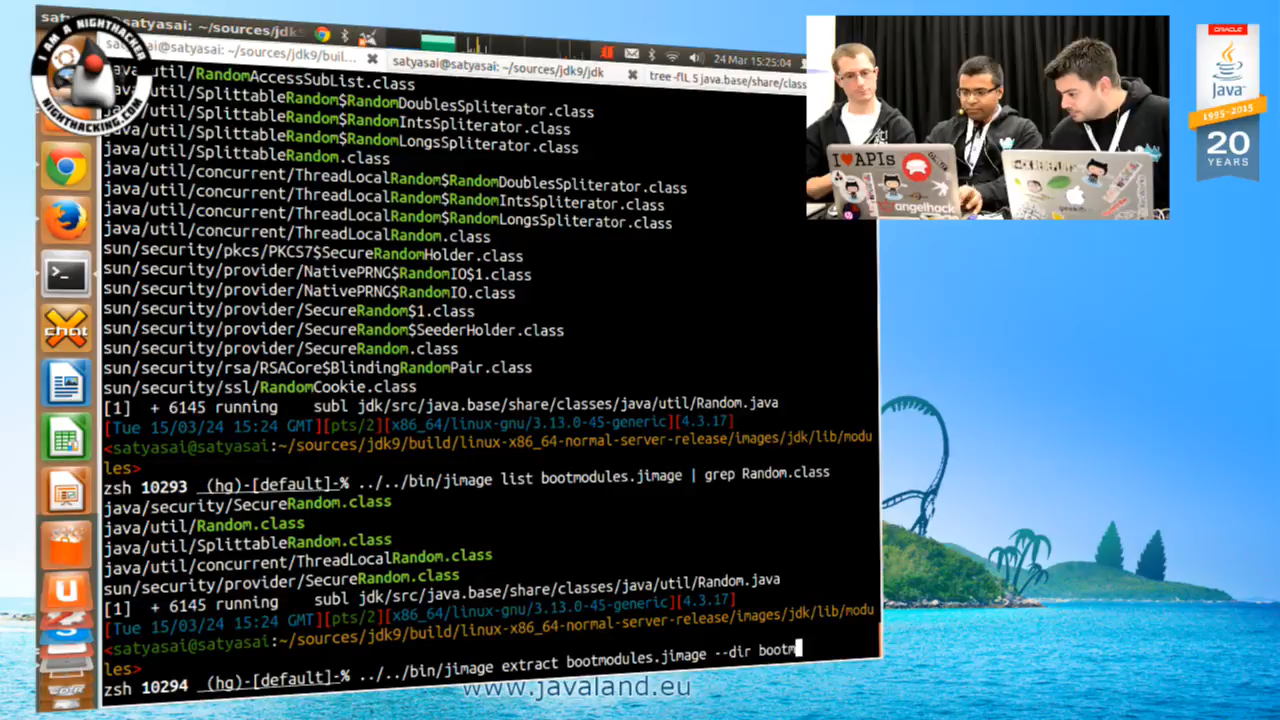 satyasai@satyasai: ~/sources/jdk9/
24 Mar 15:25:04
satyasai@satyasai: ~/sources/jdk9/buil...
satyasai@satyasai: ~/sources/jdk9/jdk
tree -fiL 5 java.base/share/class
I AM A NIGHTHACKER
NIGHTHACKING.COM
java/util/RandomAccessSubList.class
java/util/SplittableRandom$RandomDoublesSpliterator.class
java/util/SplittableRandom$RandomIntsSpliterator.class
java/util/SplittableRandom$RandomLongsSpliterator.class
java/util/SplittableRandom.class
java/util/concurrent/ThreadLocalRandom$RandomDoublesSpliterator.class
java/util/concurrent/ThreadLocalRandom$RandomIntsSpliterator.class
java/util/concurrent/ThreadLocalRandom$RandomLongsSpliterator.class
java/util/concurrent/ThreadLocalRandom.class
sun/security/pkcs/PKCS7$SecureRandomHolder.class
sun/security/provider/NativePRNG$RandomIO$1.class
sun/security/provider/NativePRNG$RandomIO.class
sun/security/provider/SecureRandom$1.class
sun/security/provider/SecureRandom$SeederHolder.class
sun/security/provider/SecureRandom.class
sun/security/rsa/RSACore$BlindingRandomPair.class
sun/security/ssl/RandomCookie.class
[1] + 6145 running subl jdk/src/java.base/share/classes/java/util/Random.java
[Tue 15/03/24 15:24 GMT][pts/2][x86_64/linux-gnu/3.13.0-45-generic][4.3.17]
<satyasai@satyasai:~/sources/jdk9/build/linux-x86_64-normal-server-release/images/jdk/lib/modu
les>
zsh 10293 (hg)-[default]-% ../../bin/jimage list bootmodules.jimage | grep Random.class
java/security/SecureRandom.class
java/util/Random.class
java/util/SplittableRandom.class
java/util/concurrent/ThreadLocalRandom.class
sun/security/provider/SecureRandom.class
[1] + 6145 running subl jdk/src/java.base/share/classes/java/util/Random.java
[Tue 15/03/24 15:24 GMT][pts/2][x86_64/linux-gnu/3.13.0-45-generic][4.3.17]
<satyasai@satyasai:~/sources/jdk9/build/linux-x86_64-normal-server-release/images/jdk/lib/modu
les>
zsh 10294 (hg)-[default]-% ../../bin/jimage extract bootmodules.jimage --dir bootm
chat
I ♥ APIs
angelhack
ORACLE
Java™
1995-2015
20
YEARS
www.javaland.eu